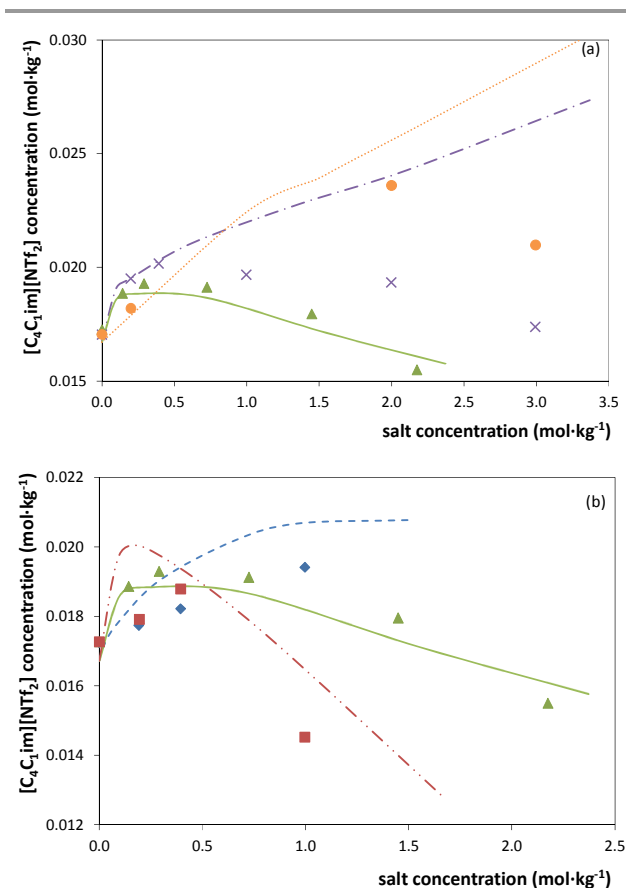 0.030
(a)
0.025
0.020
0.015
0.0 0.5 1.0 1.5 2.0 2.5 3.0 3.5
[C₄C₁im][NTf₂] concentration (mol·kg⁻¹)
salt concentration (mol·kg⁻¹)
0.022
(b)
0.020
0.018
0.016
0.014
0.012
0.0 0.5 1.0 1.5 2.0 2.5
[C₄C₁im][NTf₂] concentration (mol·kg⁻¹)
salt concentration (mol·kg⁻¹)